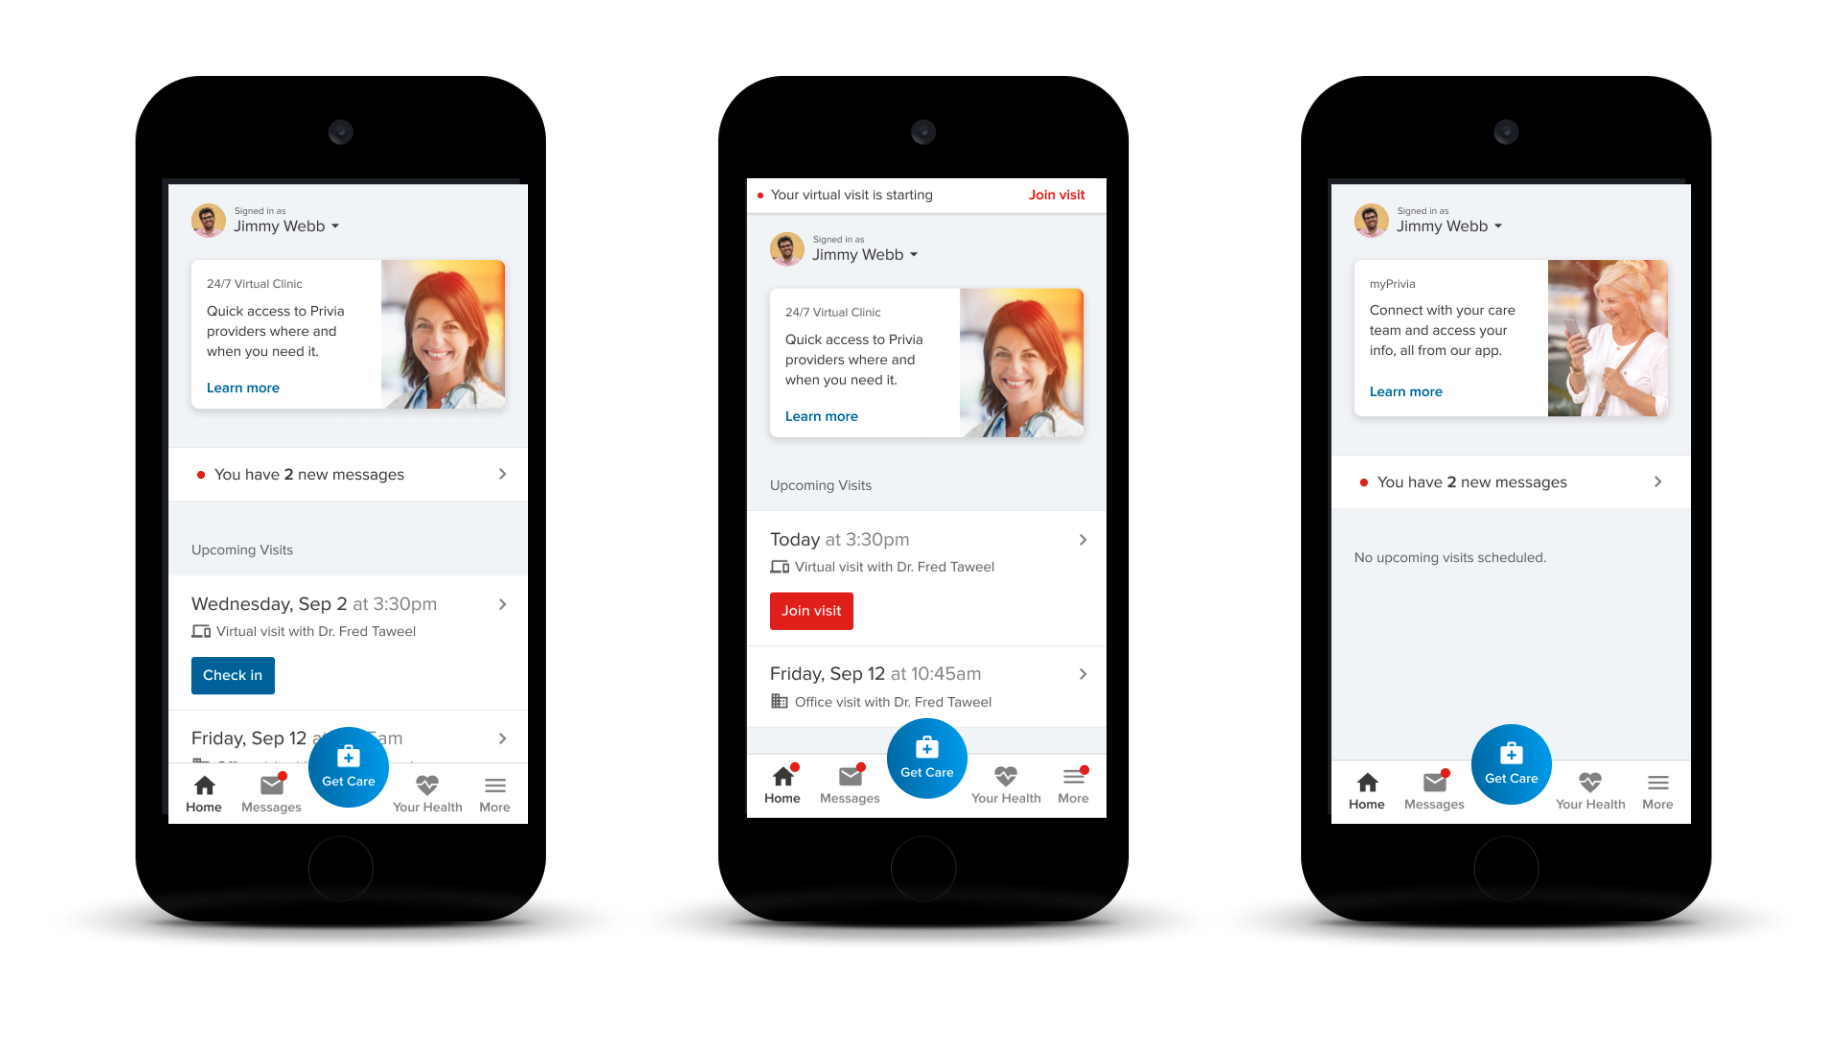 Signed in as
Jimmy Webb
24/7 Virtual Clinic
Quick access to Privia
providers where and
when you need it.
Learn more
You have 2 new messages
Upcoming Visits
Wednesday, Sep 2 at 3:30pm
Virtual visit with Dr. Fred Taweel
Check in
Friday, Sep 12
Get Care
Home
Messages
Your Health
More
Your virtual visit is starting
Join visit
Signed in as
Jimmy Webb
24/7 Virtual Clinic
Quick access to Privia
providers where and
when you need it.
Learn more
Upcoming Visits
Today at 3:30pm
Virtual visit with Dr. Fred Taweel
Join visit
Friday, Sep 12 at 10:45am
Office visit with Dr. Fred Taweel
Get Care
Home
Messages
Your Health
More
Signed in as
Jimmy Webb
myPrivia
Connect with your care
team and access your
info, all from our app.
Learn more
You have 2 new messages
No upcoming visits scheduled.
Get Care
Home
Messages
Your Health
More